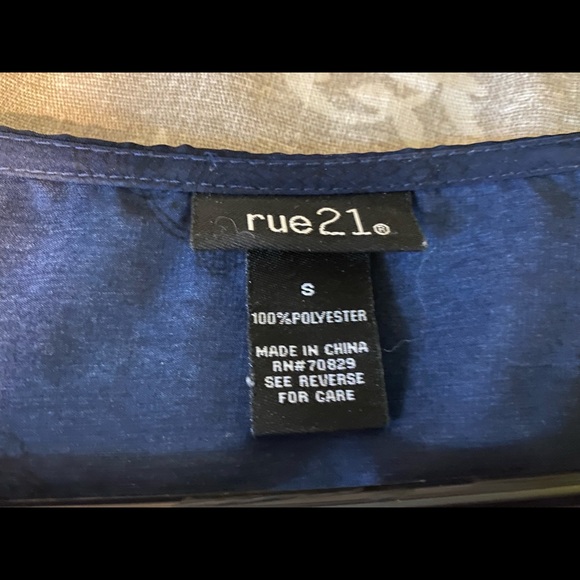 rue21®
S
100%POLYESTER
MADE IN CHINA
RN#70829
SEE REVERSE
FOR CARE